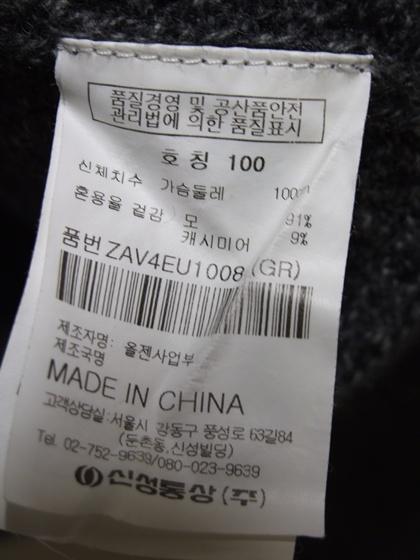 품질경영 및 공산품안전
관리법에 의한 품질표시
호칭 100
신체치수 가슴둘레
혼용율 겉감 모 91%
캐시미어 9%
품번 ZAV4EU1008(GR)
제조자명: 올젠사업부
제조국명
MADE IN CHINA
고객상담실:서울시 강동구 풍성로 63길84
(둔촌동,신성빌딩)
Tel. 02-752-9639/080-023-9639
신성통상(주)